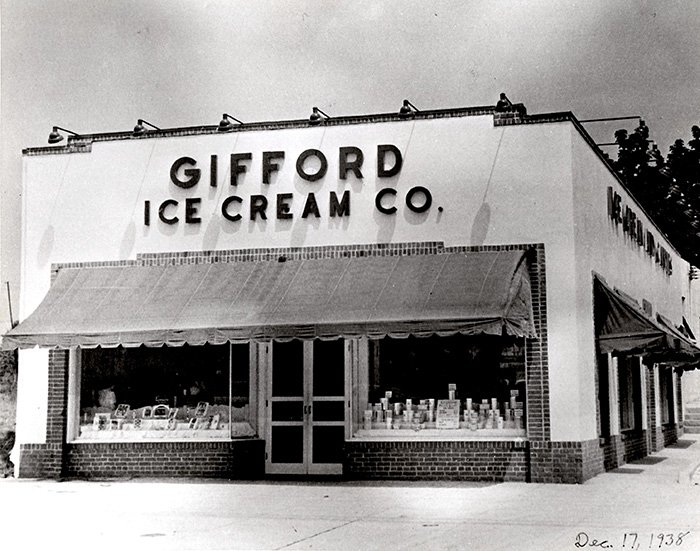 GIFFORD
ICE CREAM CO.
Dec. 17, 1938